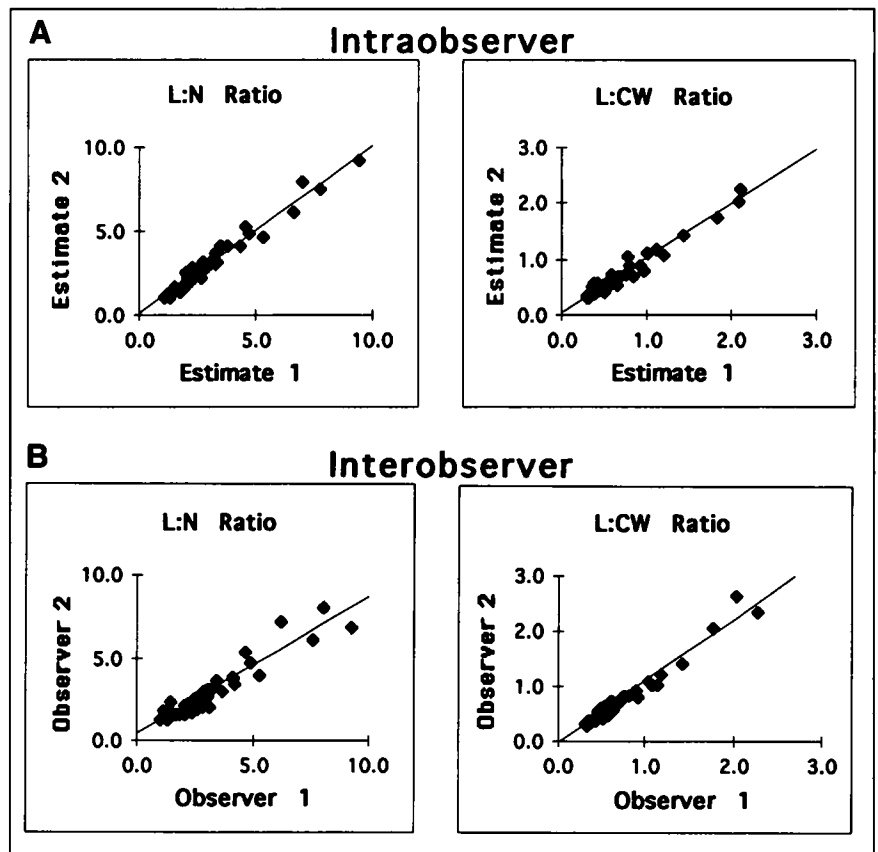 A
Intraobserver
L:N Ratio
10.0
5.0
0.0
0.0 5.0 10.0
Estimate 2
Estimate 1
L:CW Ratio
3.0
2.0
1.0
0.0
0.0 1.0 2.0 3.0
Estimate 2
Estimate 1
B
Interobserver
L:N Ratio
10.0
5.0
0.0
0.0 5.0 10.0
Observer 2
Observer 1
L:CW Ratio
3.0
2.0
1.0
0.0
0.0 1.0 2.0 3.0
Observer 2
Observer 1